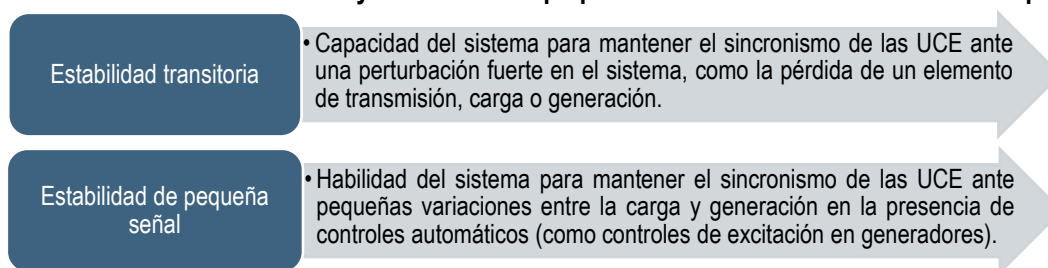 Estabilidad transitoria
• Capacidad del sistema para mantener el sincronismo de las UCE ante
una perturbación fuerte en el sistema, como la pérdida de un elemento
de transmisión, carga o generación.
Estabilidad de pequeña
señal
• Habilidad del sistema para mantener el sincronismo de las UCE ante
pequeñas variaciones entre la carga y generación en la presencia de
controles automáticos (como controles de excitación en generadores).